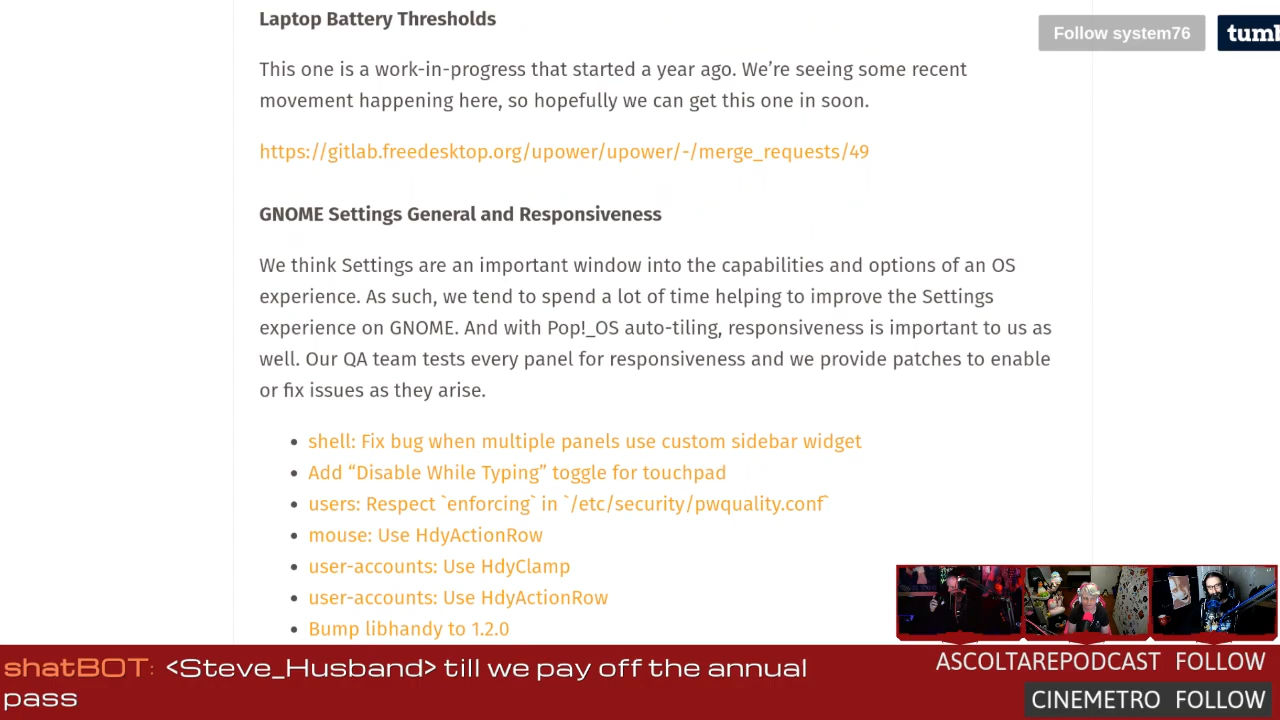 Laptop Battery Thresholds
Follow system76
This one is a work-in-progress that started a year ago. We’re seeing some recent
movement happening here, so hopefully we can get this one in soon.
https://gitlab.freedesktop.org/upower/upower/-/merge_requests/49
GNOME Settings General and Responsiveness
We think Settings are an important window into the capabilities and options of an OS
experience. As such, we tend to spend a lot of time helping to improve the Settings
experience on GNOME. And with Pop!_OS auto-tiling, responsiveness is important to us as
well. Our QA team tests every panel for responsiveness and we provide patches to enable
or fix issues as they arise.
• shell: Fix bug when multiple panels use custom sidebar widget
• Add “Disable While Typing” toggle for touchpad
• users: Respect `enforcing` in `/etc/security/pwquality.conf`
• mouse: Use HdyActionRow
• user-accounts: Use HdyClamp
• user-accounts: Use HdyActionRow
• Bump libhandy to 1.2.0
shatBOT: <Steve_Husband> till we pay off the annual
pass
ASCOLTAREPODCAST FOLLOW
CINEMETRO FOLLOW